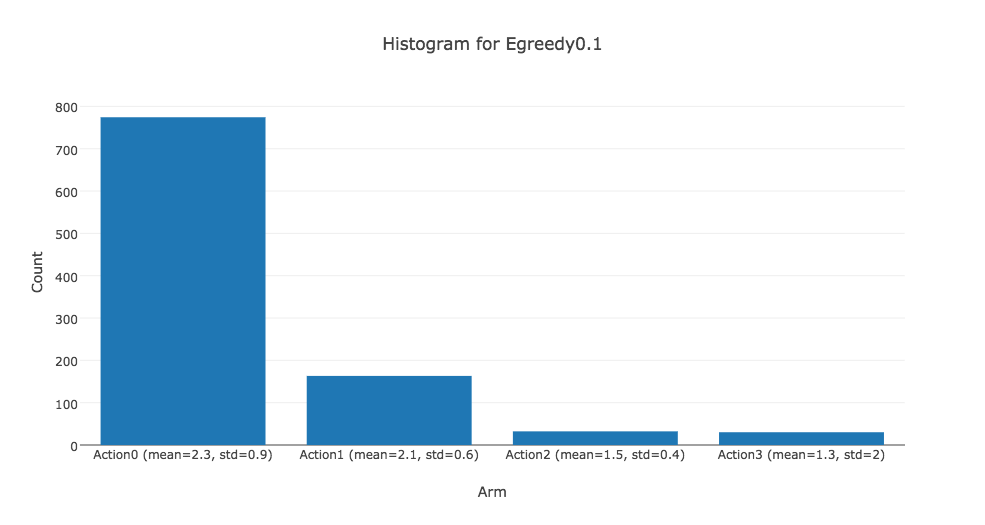 Histogram for Egreedy0.1
800
700
600
500
400
300
200
100
0
Count
Action0 (mean=2.3, std=0.9) Action1 (mean=2.1, std=0.6) Action2 (mean=1.5, std=0.4) Action3 (mean=1.3, std=2)
Arm